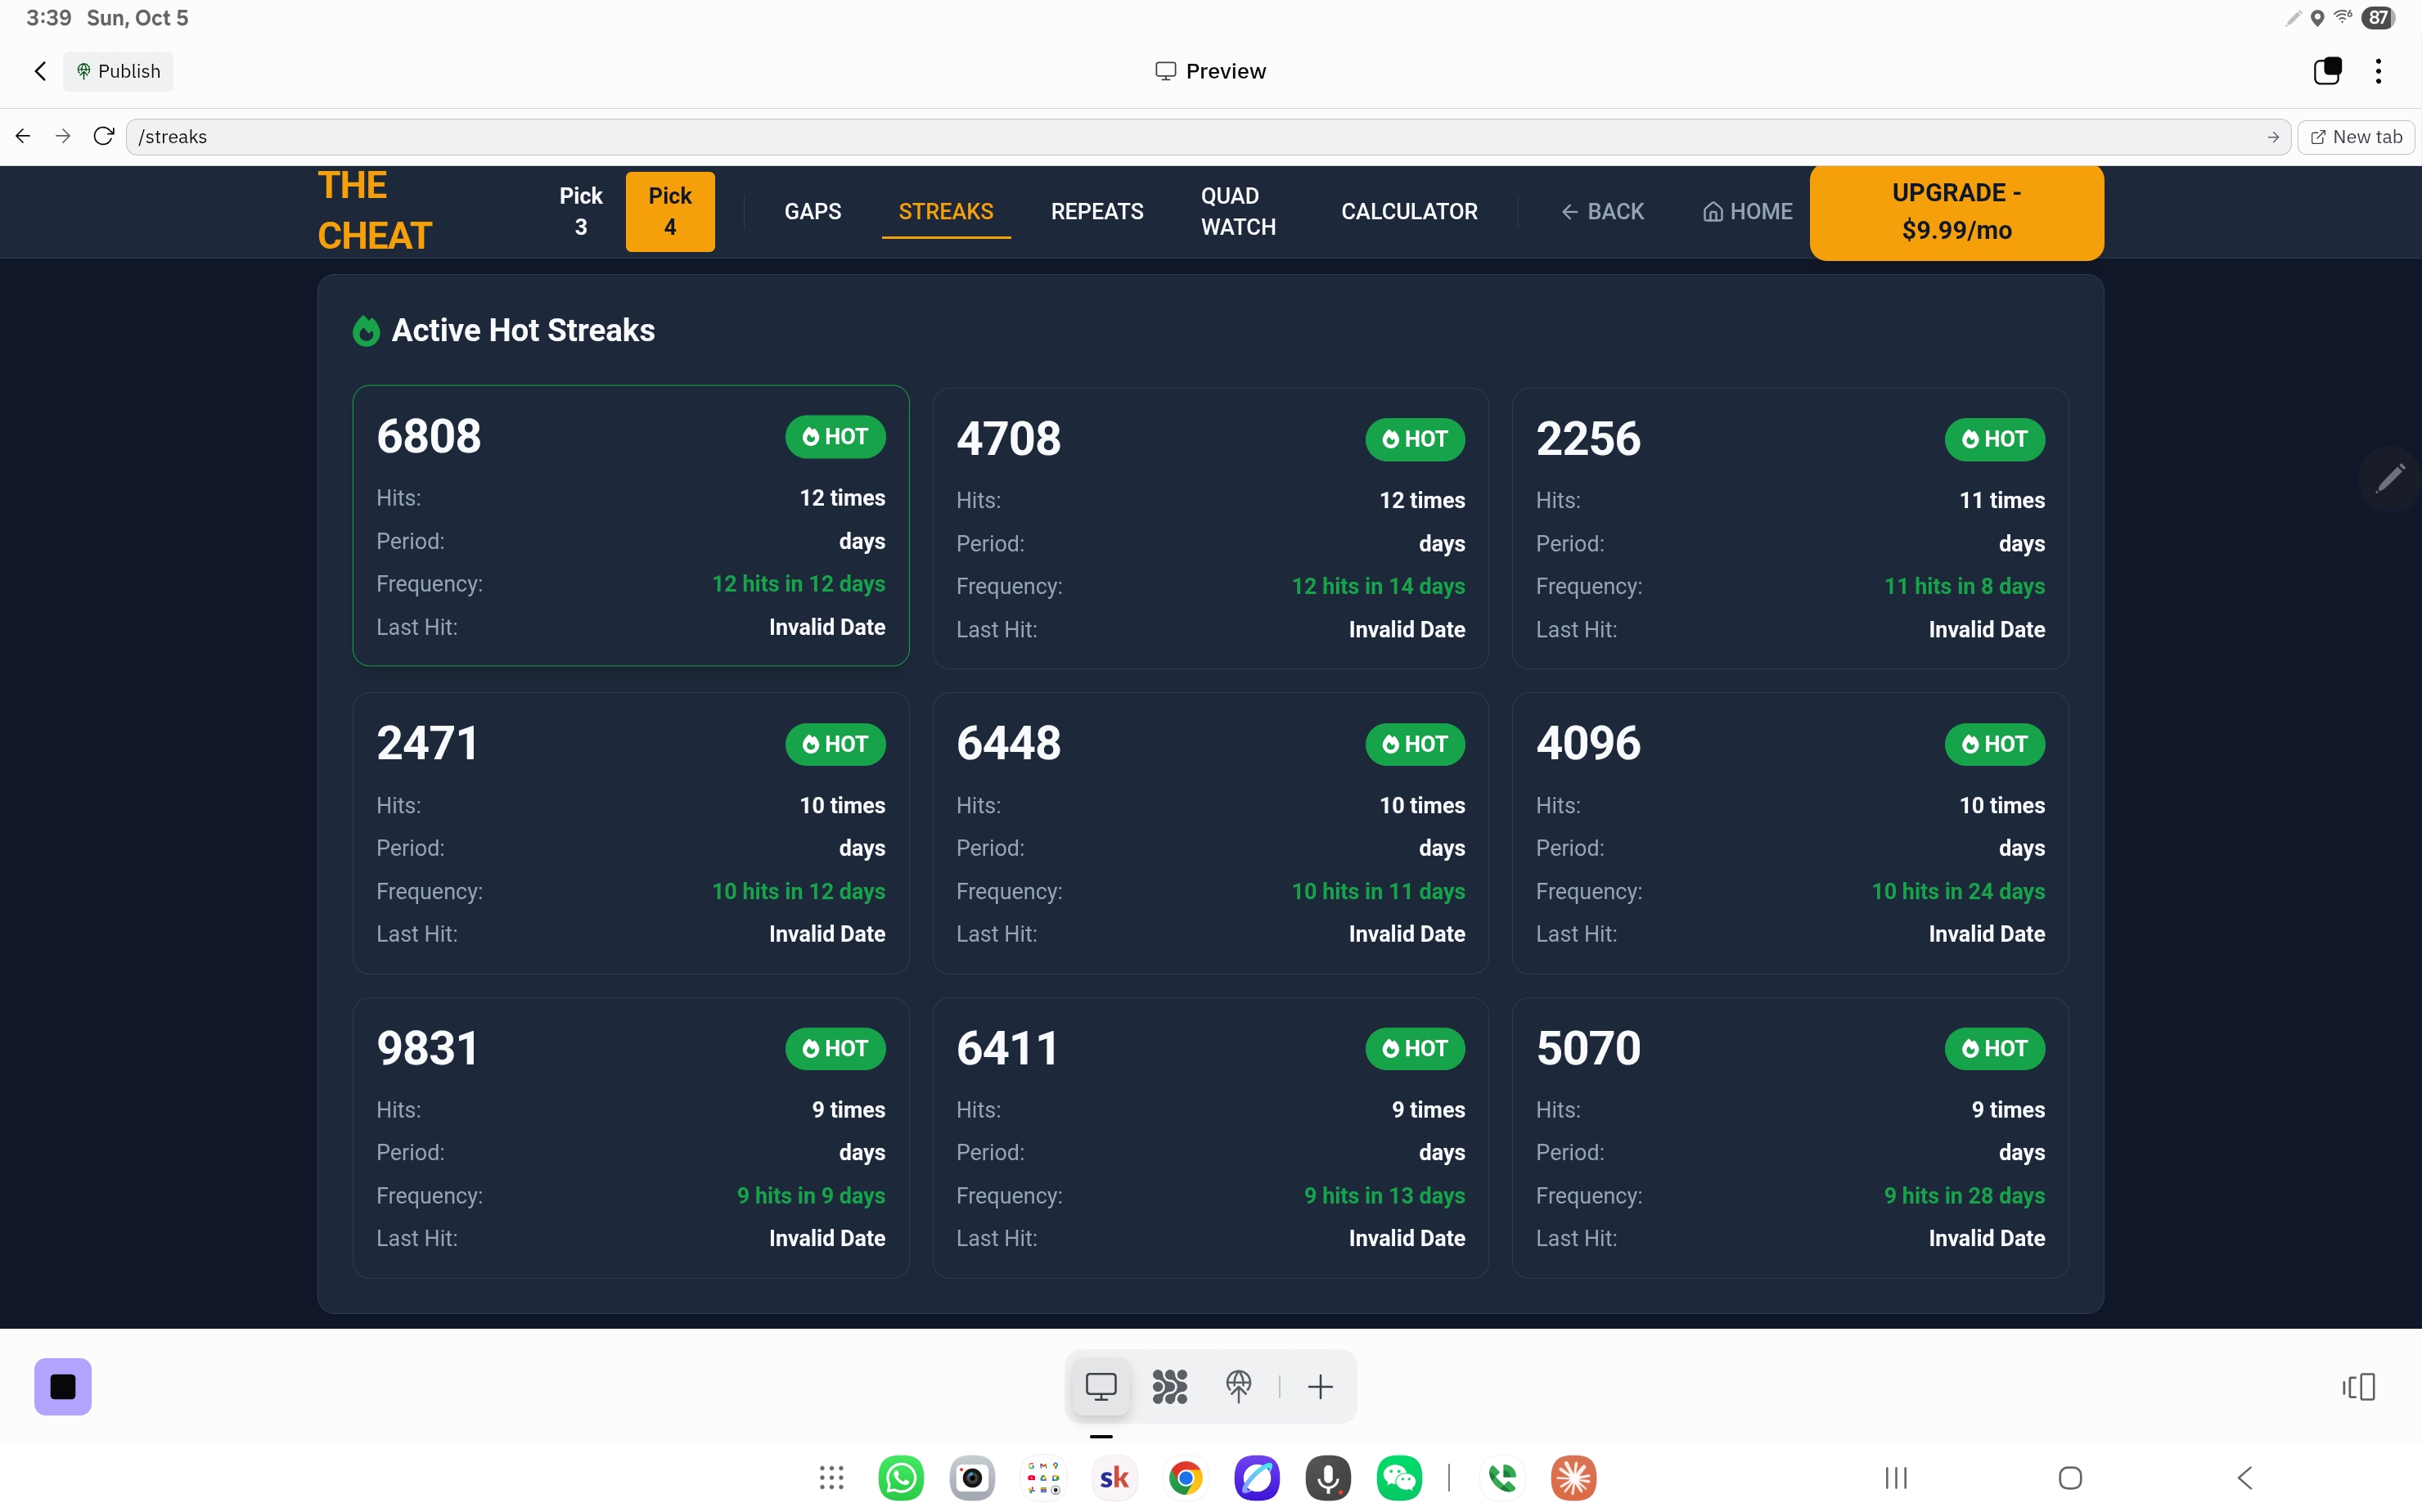 3:39 Sun, Oct 5
87
Publish
Preview
/streaks
New tab
THE
CHEAT
Pick
3
Pick
4
GAPS
STREAKS
REPEATS
QUAD
WATCH
CALCULATOR
BACK
HOME
UPGRADE -
$9.99/mo
Active Hot Streaks
6808 HOT
Hits: 12 times
Period: days
Frequency: 12 hits in 12 days
Last Hit: Invalid Date
4708 HOT
Hits: 12 times
Period: days
Frequency: 12 hits in 14 days
Last Hit: Invalid Date
2256 HOT
Hits: 11 times
Period: days
Frequency: 11 hits in 8 days
Last Hit: Invalid Date
2471 HOT
Hits: 10 times
Period: days
Frequency: 10 hits in 12 days
Last Hit: Invalid Date
6448 HOT
Hits: 10 times
Period: days
Frequency: 10 hits in 11 days
Last Hit: Invalid Date
4096 HOT
Hits: 10 times
Period: days
Frequency: 10 hits in 24 days
Last Hit: Invalid Date
9831 HOT
Hits: 9 times
Period: days
Frequency: 9 hits in 9 days
Last Hit: Invalid Date
6411 HOT
Hits: 9 times
Period: days
Frequency: 9 hits in 13 days
Last Hit: Invalid Date
5070 HOT
Hits: 9 times
Period: days
Frequency: 9 hits in 28 days
Last Hit: Invalid Date
sk